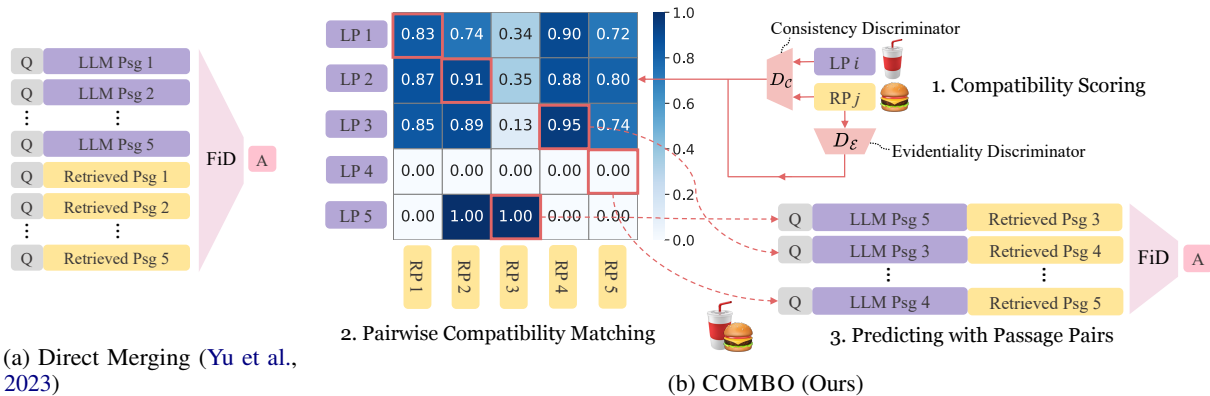 Q LLM Psg 1
Q LLM Psg 2
Q LLM Psg 5
Q Retrieved Psg 1
Q Retrieved Psg 2
Q Retrieved Psg 5
FiD
A
(a) Direct Merging (Yu et al.,
2023)
LP 1 0.83 0.74 0.34 0.90 0.72
LP 2 0.87 0.91 0.35 0.88 0.80
LP 3 0.85 0.89 0.13 0.95 0.74
LP 4 0.00 0.00 0.00 0.00 0.00
LP 5 0.00 1.00 1.00 0.00 0.00
RP 1 RP 2 RP 3 RP 4 RP 5
1.0
0.8
0.6
0.4
0.2
0.0
2. Pairwise Compatibility Matching
Consistency Discriminator
D_C
LP i
RP j
1. Compatibility Scoring
D_ℰ
Evidentiality Discriminator
Q LLM Psg 5 Retrieved Psg 3
Q LLM Psg 3 Retrieved Psg 4
Q LLM Psg 4 Retrieved Psg 5
FiD
A
3. Predicting with Passage Pairs
(b) COMBO (Ours)